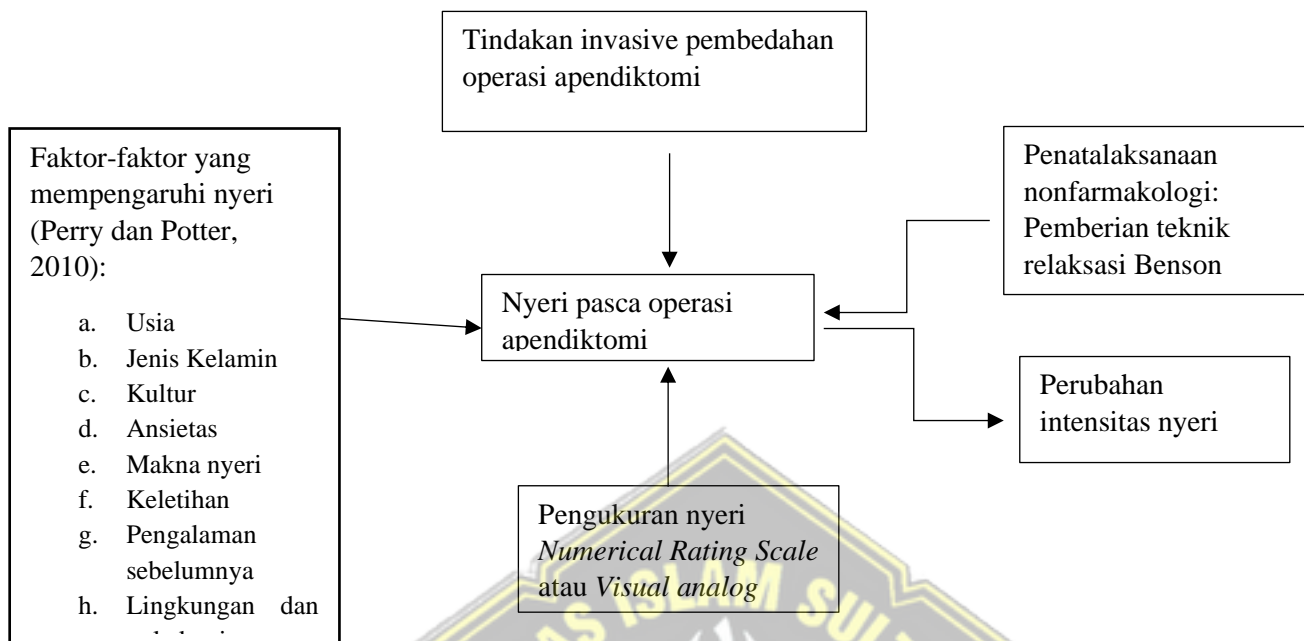 Tindakan invasive pembedahan
operasi apendiktomi
Faktor-faktor yang
mempengaruhi nyeri
(Perry dan Potter,
2010):
a. Usia
b. Jenis Kelamin
c. Kultur
d. Ansietas
e. Makna nyeri
f. Keletihan
g. Pengalaman
sebelumnya
h. Lingkungan dan
Nyeri pasca operasi
apendiktomi
Penatalaksanaan
nonfarmakologi:
Pemberian teknik
relaksasi Benson
Perubahan
intensitas nyeri
Pengukuran nyeri
Numerical Rating Scale
atau Visual analog
ISLAM